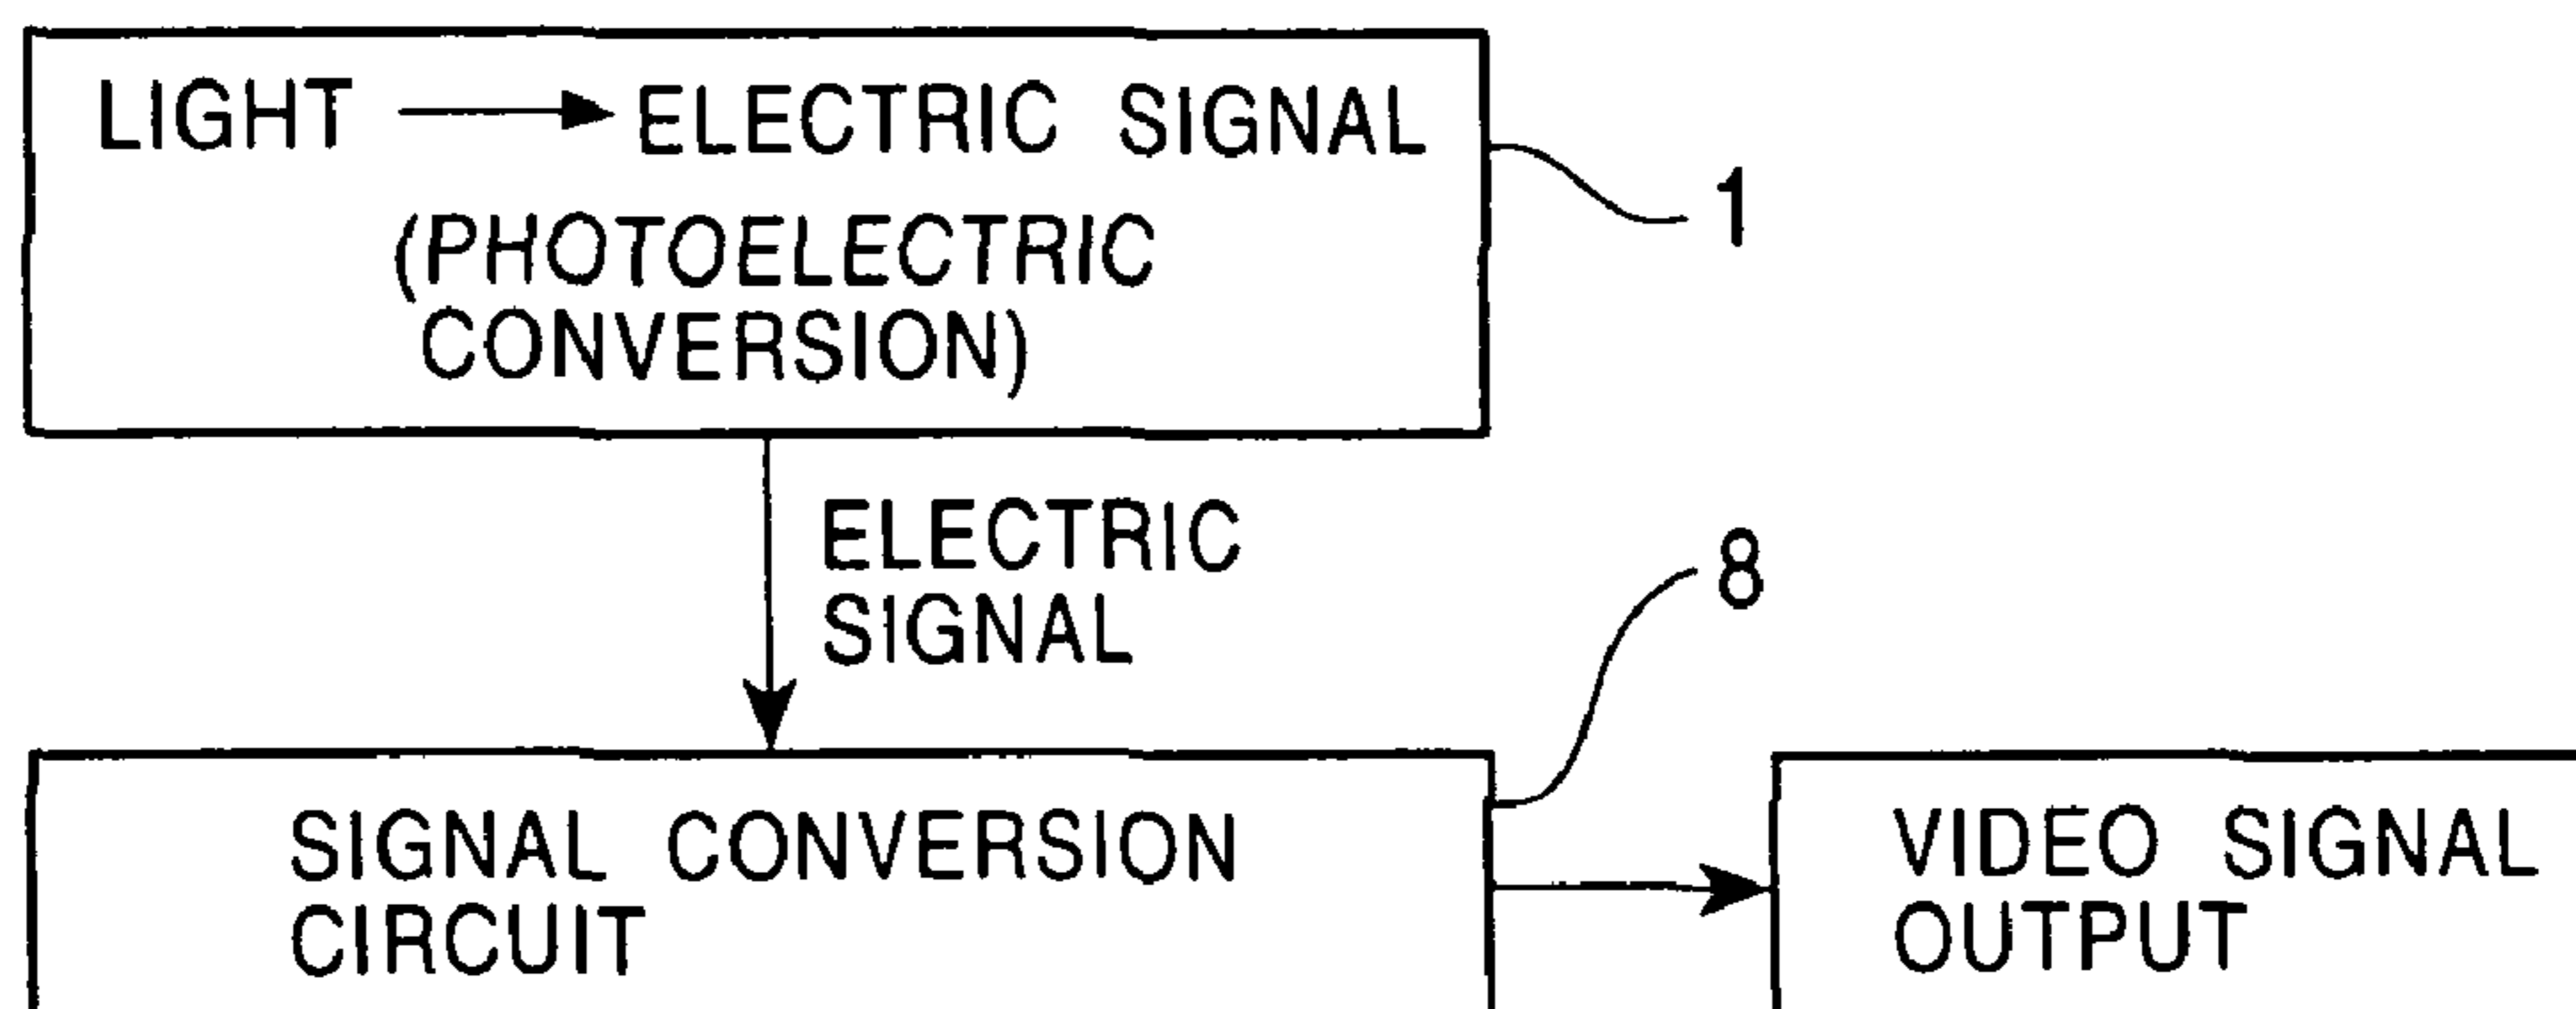 LIGHT → ELECTRIC SIGNAL
(PHOTOELECTRIC
CONVERSION)
1
ELECTRIC
SIGNAL
8
SIGNAL CONVERSION
CIRCUIT
VIDEO SIGNAL
OUTPUT